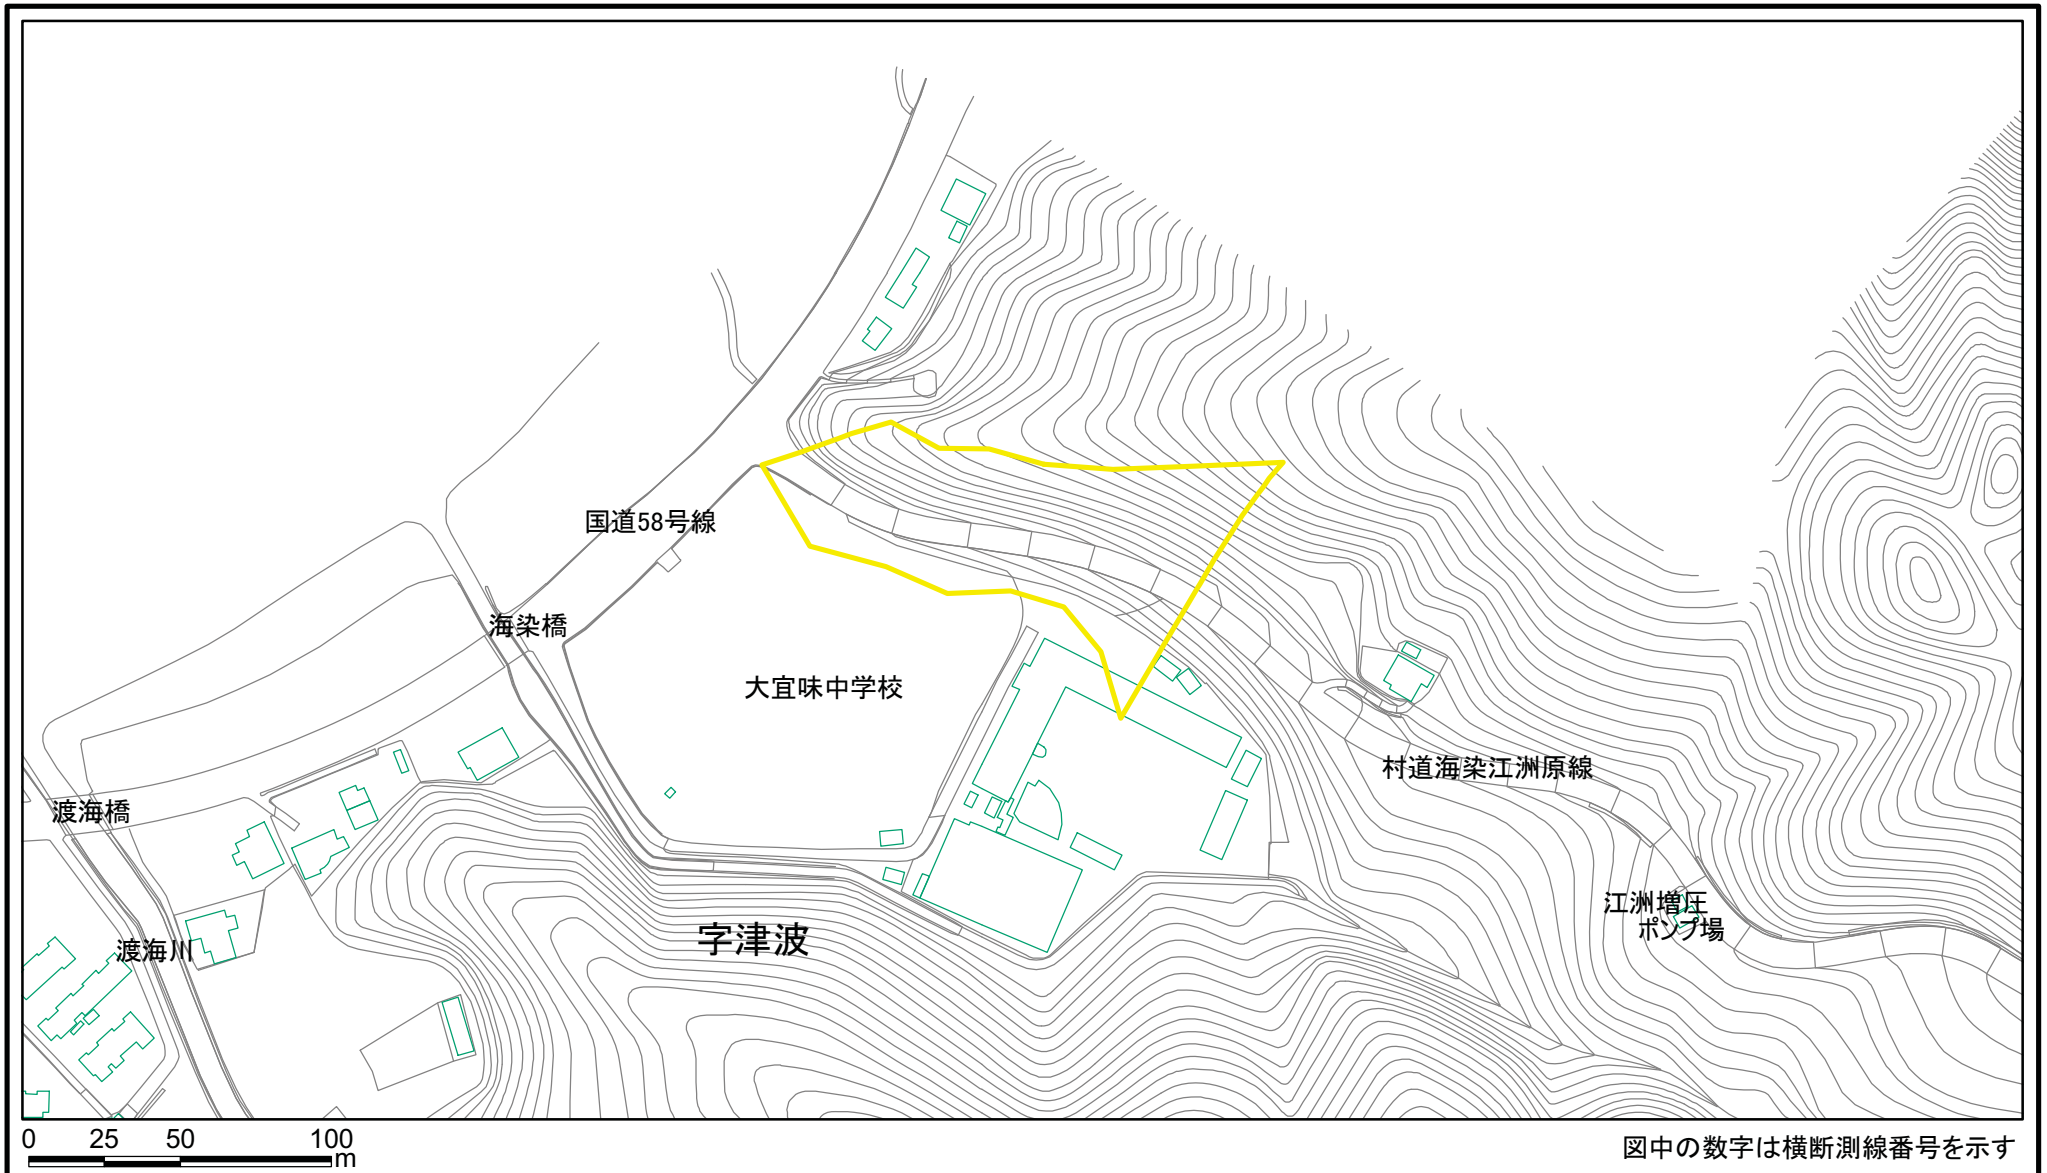 国道58号線
海染橋
大宜味中学校
村道海染江洲原線
渡海橋
江洲増圧
ポンプ場
字津波
渡海川
0 25 50 100
m
図中の数字は横断測線番号を示す